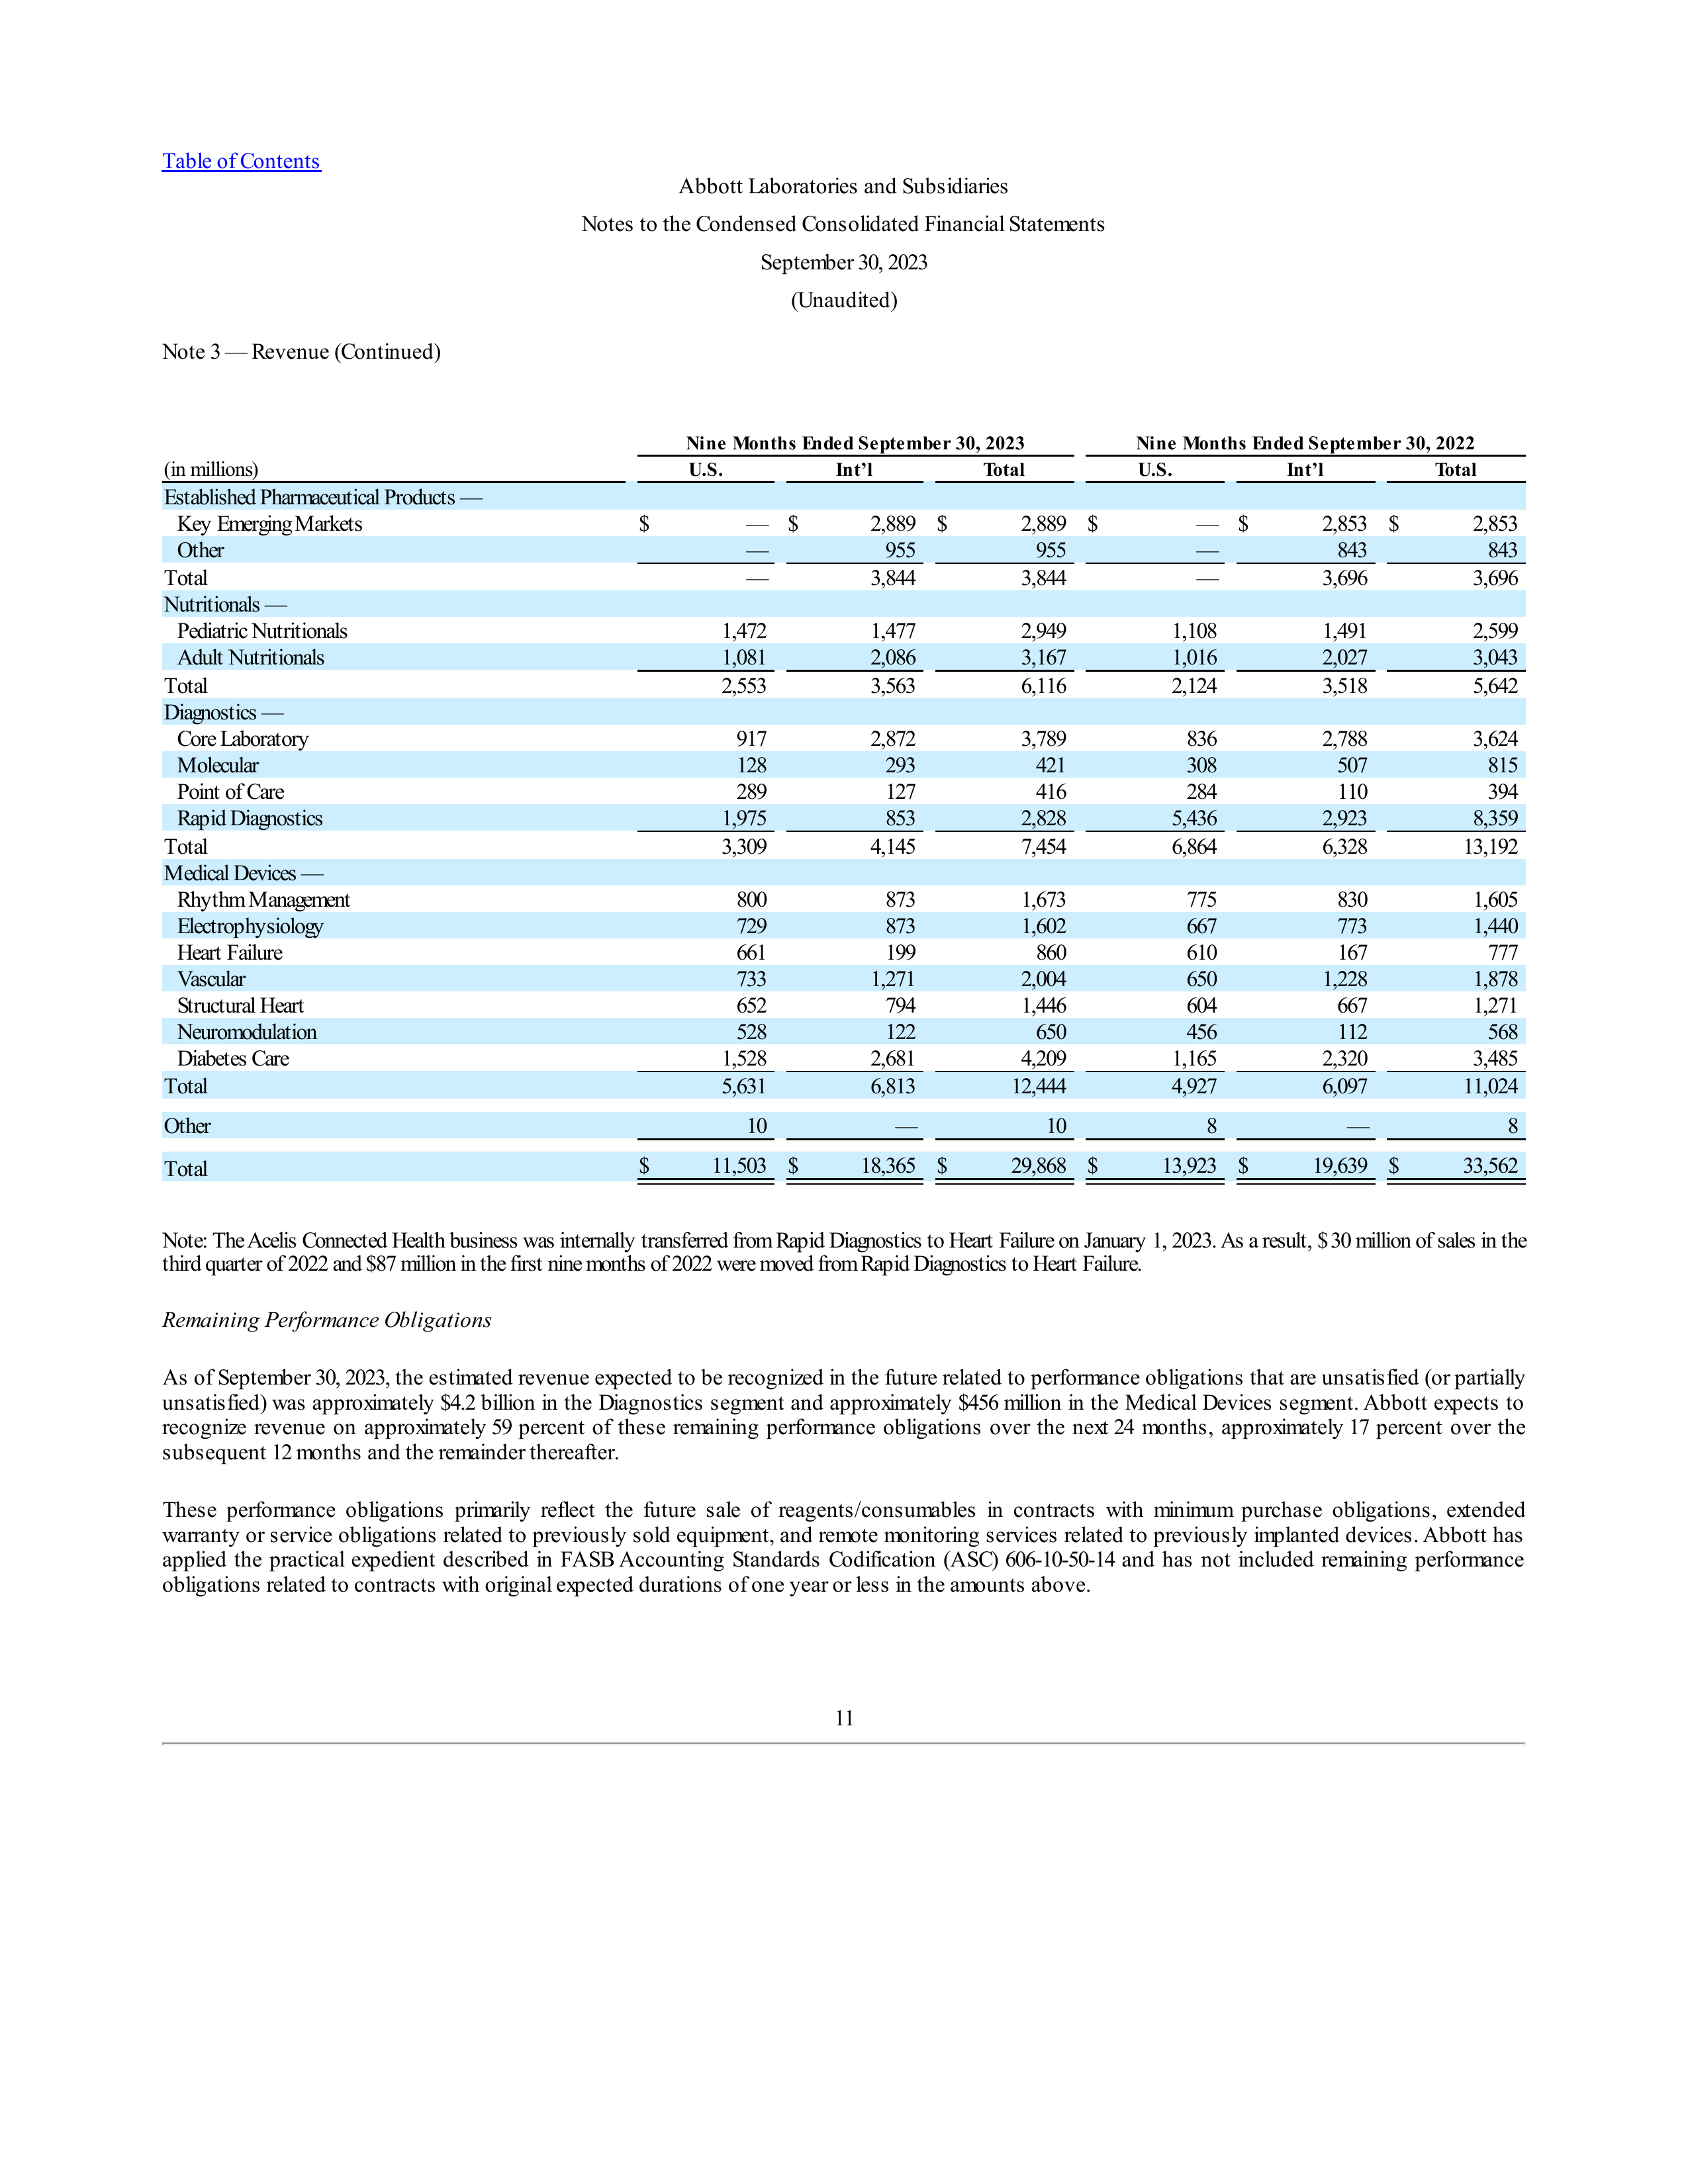 Table of Contents
Abbott Laboratories and Subsidiaries
Notes to the Condensed Consolidated Financial Statements
September 30, 2023
(Unaudited)
Note 3 — Revenue (Continued)
Nine Months Ended September 30, 2023 Nine Months Ended September 30, 2022
(in millions) U.S. Int’l Total U.S. Int’l Total
Established Pharmaceutical Products —
Key Emerging Markets $ — $ 2,889 $ 2,889 $ — $ 2,853 $ 2,853
Other — 955 955 — 843 843
Total — 3,844 3,844 — 3,696 3,696
Nutritionals —
Pediatric Nutritionals 1,472 1,477 2,949 1,108 1,491 2,599
Adult Nutritionals 1,081 2,086 3,167 1,016 2,027 3,043
Total 2,553 3,563 6,116 2,124 3,518 5,642
Diagnostics —
Core Laboratory 917 2,872 3,789 836 2,788 3,624
Molecular 128 293 421 308 507 815
Point of Care 289 127 416 284 110 394
Rapid Diagnostics 1,975 853 2,828 5,436 2,923 8,359
Total 3,309 4,145 7,454 6,864 6,328 13,192
Medical Devices —
Rhythm Management 800 873 1,673 775 830 1,605
Electrophysiology 729 873 1,602 667 773 1,440
Heart Failure 661 199 860 610 167 777
Vascular 733 1,271 2,004 650 1,228 1,878
Structural Heart 652 794 1,446 604 667 1,271
Neuromodulation 528 122 650 456 112 568
Diabetes Care 1,528 2,681 4,209 1,165 2,320 3,485
Total 5,631 6,813 12,444 4,927 6,097 11,024
Other 10 — 10 8 — 8
Total $ 11,503 $ 18,365 $ 29,868 $ 13,923 $ 19,639 $ 33,562
Note: The Acelis Connected Health business was internally transferred from Rapid Diagnostics to Heart Failure on January 1, 2023. As a result, $30 million of sales in the
third quarter of 2022 and $87 million in the first nine months of 2022 were moved from Rapid Diagnostics to Heart Failure.
Remaining Performance Obligations
As of September 30, 2023, the estimated revenue expected to be recognized in the future related to performance obligations that are unsatisfied (or partially
unsatisfied) was approximately $4.2 billion in the Diagnostics segment and approximately $456 million in the Medical Devices segment. Abbott expects to
recognize revenue on approximately 59 percent of these remaining performance obligations over the next 24 months, approximately 17 percent over the
subsequent 12 months and the remainder thereafter.
These performance obligations primarily reflect the future sale of reagents/consumables in contracts with minimum purchase obligations, extended
warranty or service obligations related to previously sold equipment, and remote monitoring services related to previously implanted devices. Abbott has
applied the practical expedient described in FASB Accounting Standards Codification (ASC) 606-10-50-14 and has not included remaining performance
obligations related to contracts with original expected durations of one year or less in the amounts above.
11